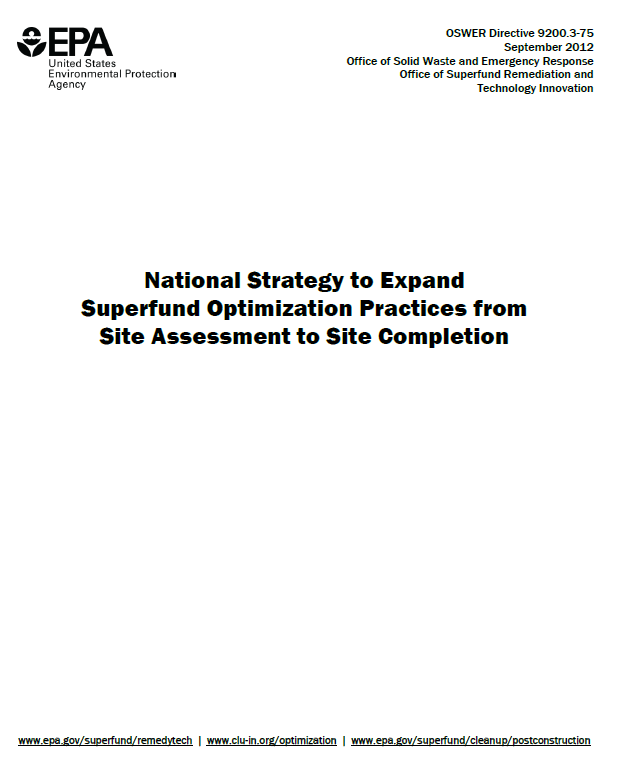 EPA
United States
Environmental Protection
Agency
OSWER Directive 9200.3-75
September 2012
Office of Solid Waste and Emergency Response
Office of Superfund Remediation and
Technology Innovation
National Strategy to Expand
Superfund Optimization Practices from
Site Assessment to Site Completion
www.epa.gov/superfund/remedytech | www.clu-in.org/optimization | www.epa.gov/superfund/cleanup/postconstruction